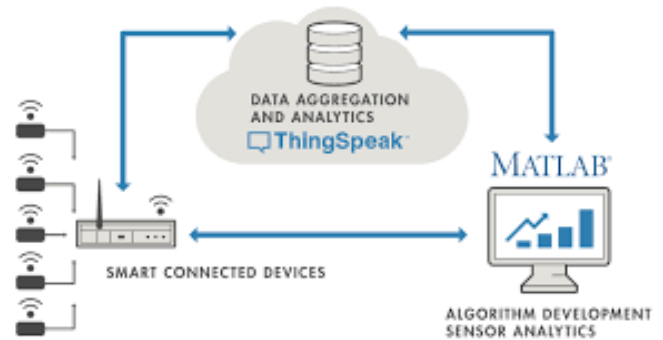 DATA AGGREGATION
AND ANALYTICS
ThingSpeak™
MATLAB®
SMART CONNECTED DEVICES
ALGORITHM DEVELOPMENT
SENSOR ANALYTICS